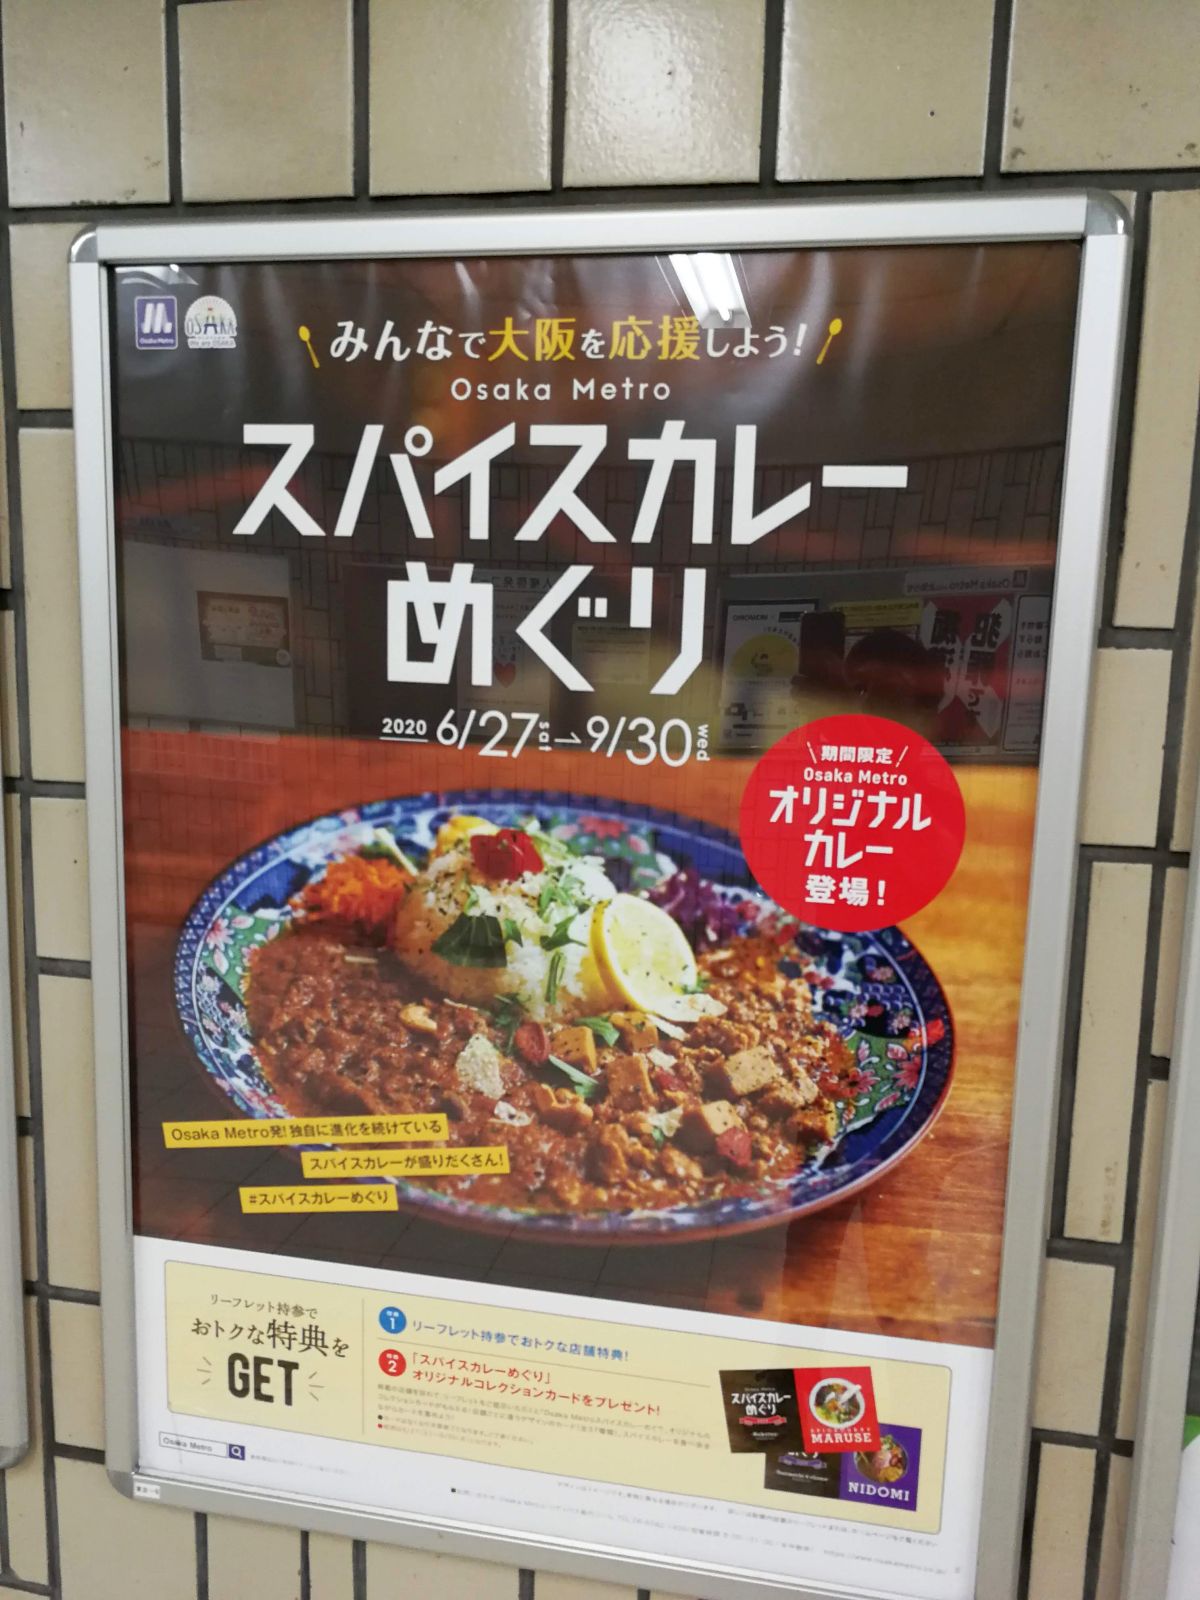 Osaka Metro
OSAKA
We are OSAKA
みんなで大阪を応援しよう!
Osaka Metro
スパイスカレー
めぐり
2020 6/27 sat → 9/30 wed
期間限定
Osaka Metro
オリジナル
カレー
登場!
Osaka Metro発!独自に進化を続けている
スパイスカレーが盛りだくさん!
#スパイスカレーめぐり
リーフレット持参で
おトクな特典を
GET
特典1 リーフレット持参でおトクな店舗特典!
特典2 「スパイスカレーめぐり」
オリジナルコレクションカードをプレゼント!
スパイスカレー
めぐり
MARUSE
NIDOMI
Osaka Metro